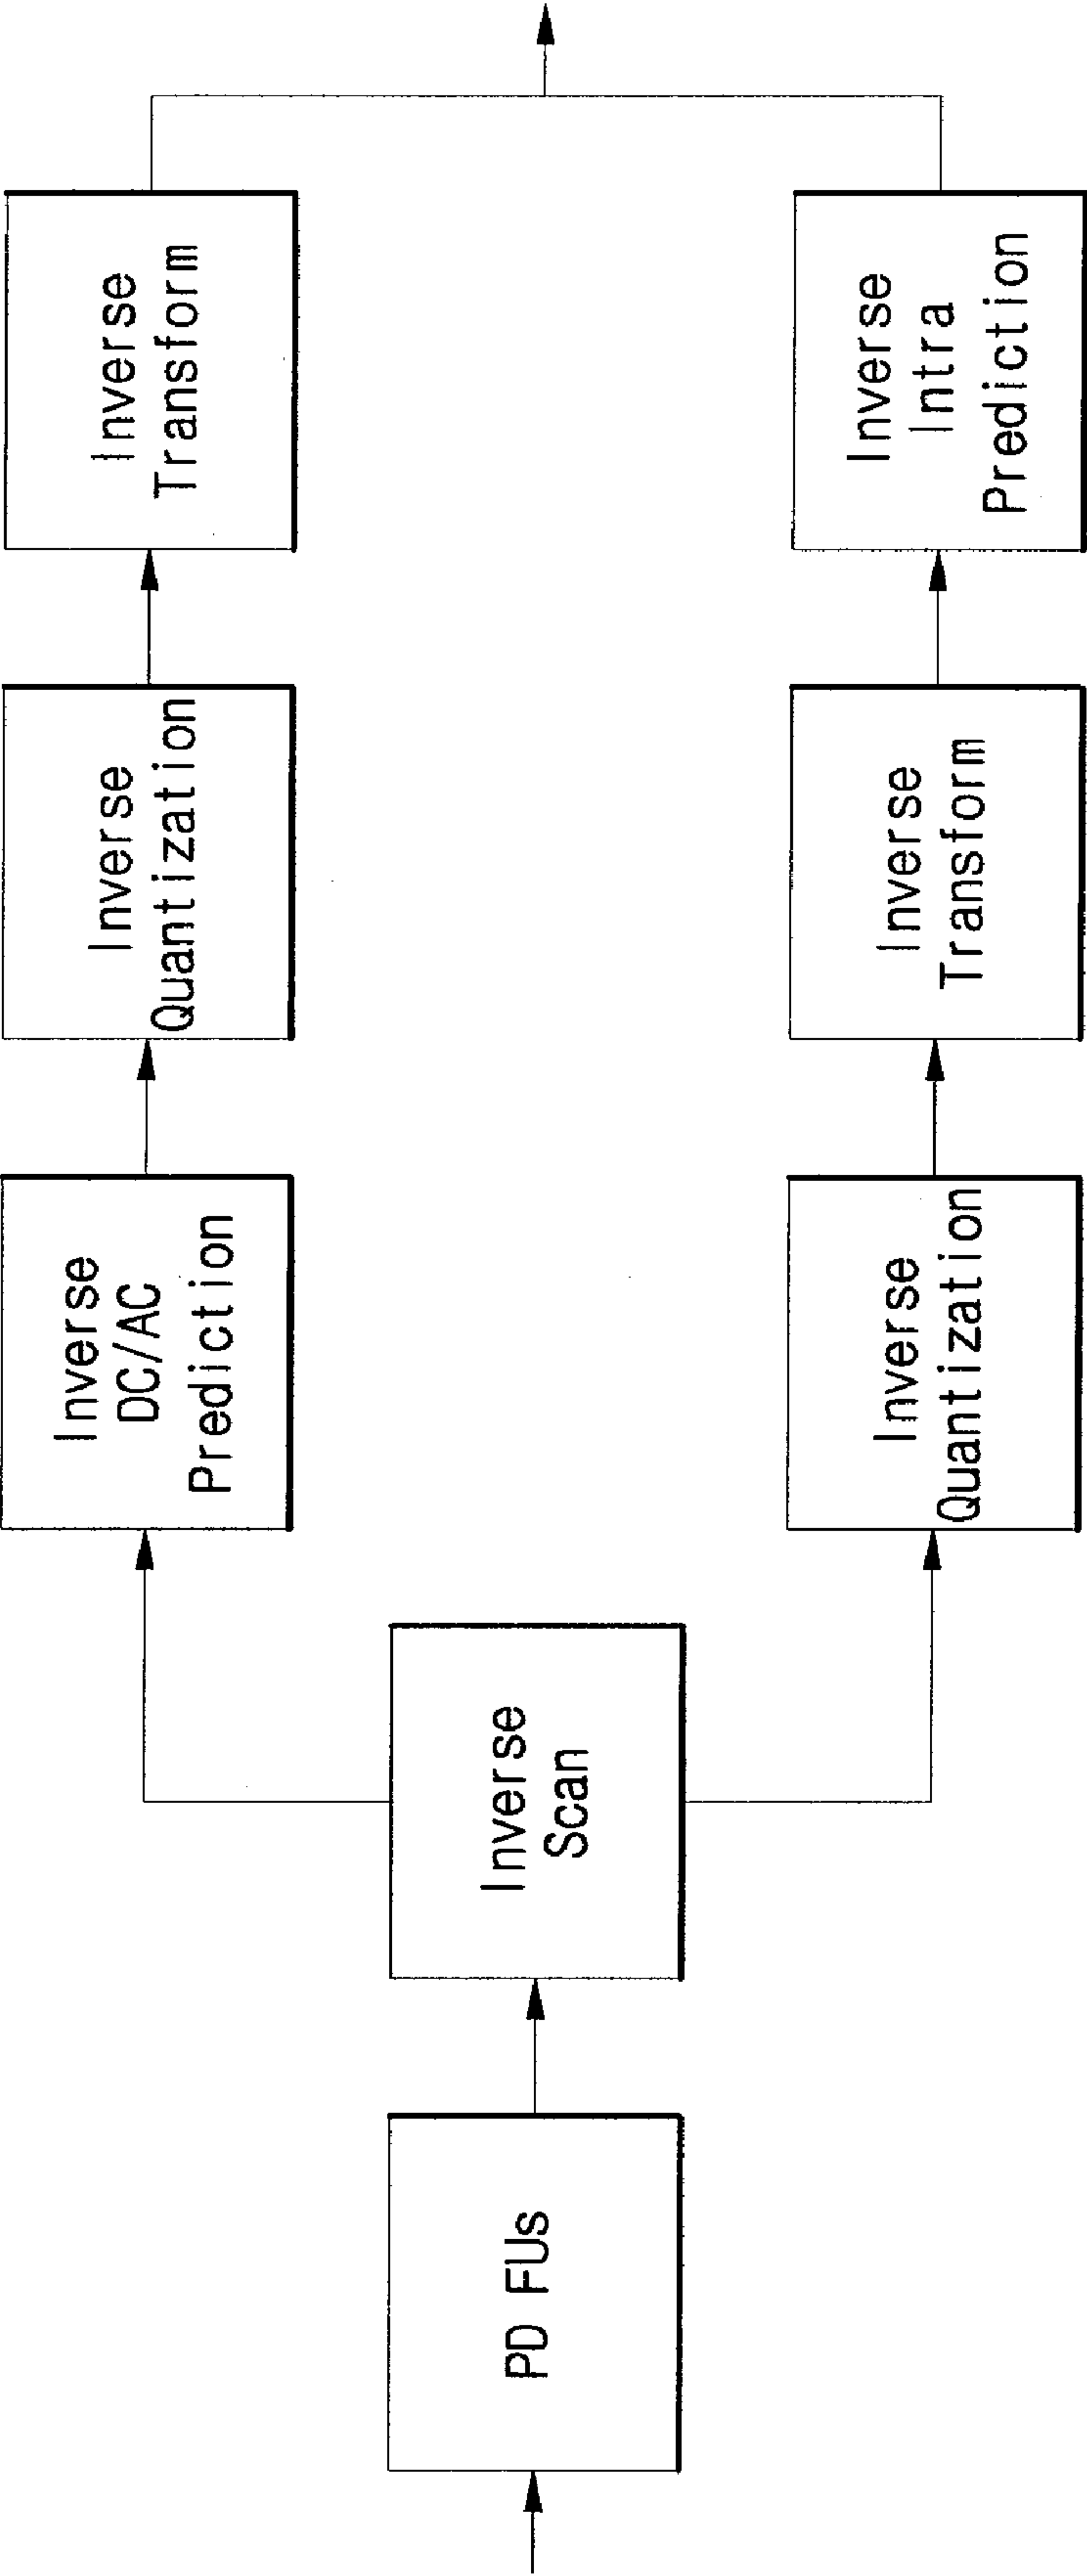 PD FUs
Inverse
Scan
Inverse
DC/AC
Prediction
Inverse
Quantization
Inverse
Transform
Inverse
Quantization
Inverse
Transform
Inverse
Intra
Prediction